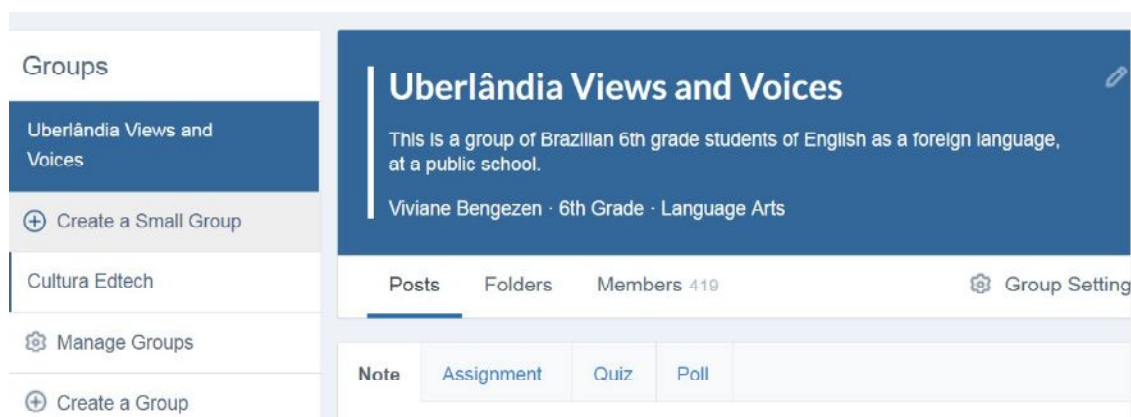 Groups
Uberlândia Views and
Voices
Create a Small Group
Cultura Edtech
Manage Groups
Create a Group
Uberlândia Views and Voices
This is a group of Brazilian 6th grade students of English as a foreign language,
at a public school.
Viviane Bengezen · 6th Grade · Language Arts
Posts Folders Members 419 Group Setting
Note Assignment Quiz Poll